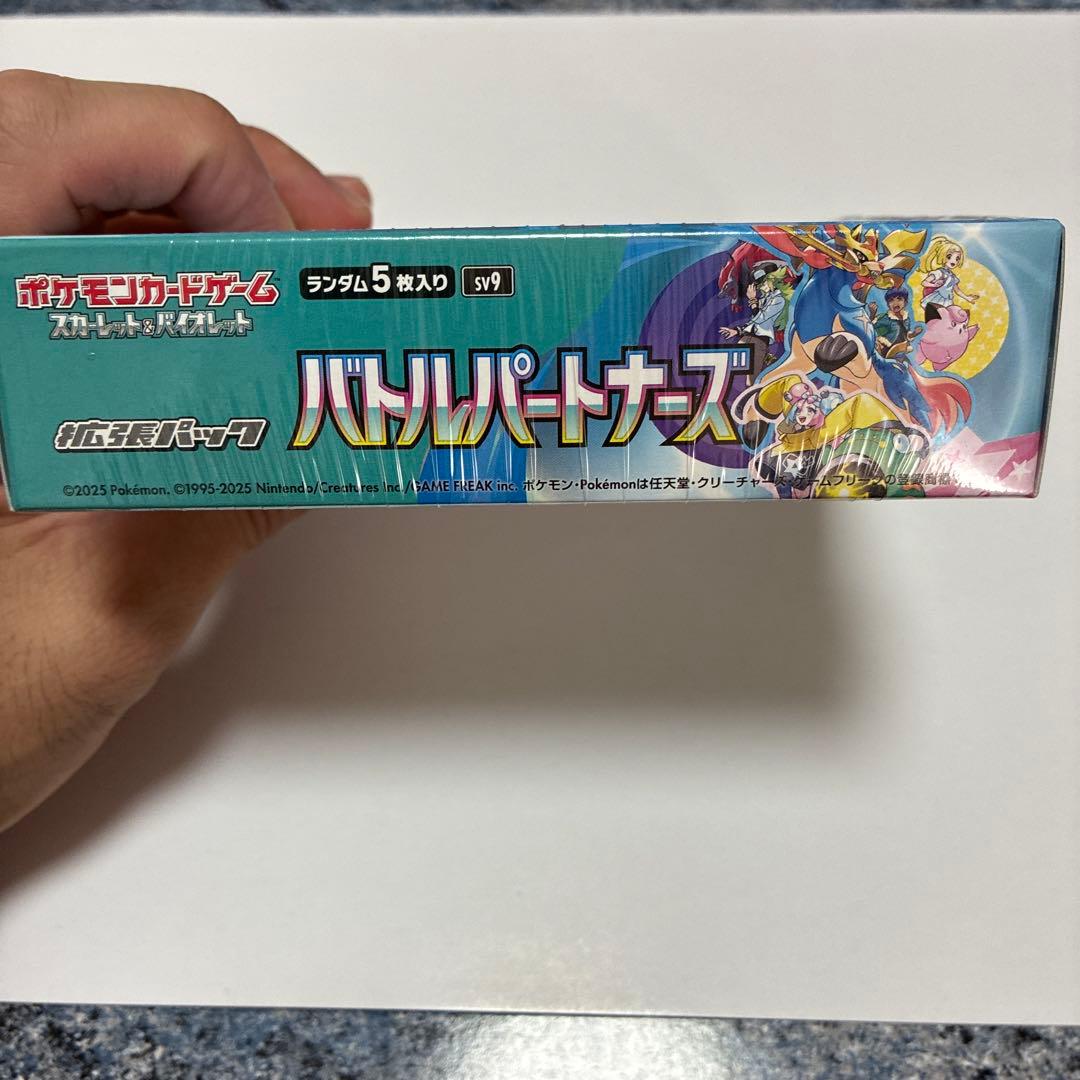 ポケモンカードゲーム
スカーレット&バイオレット
ランダム5枚入り SV9
拡張パック
バトルパートナーズ
©2025 Pokémon. ©1995-2025 Nintendo/Creatures Inc./GAME FREAK inc. ポケモン・Pokémonは任天堂・クリーチャーズ・ゲームフリークの登録商標